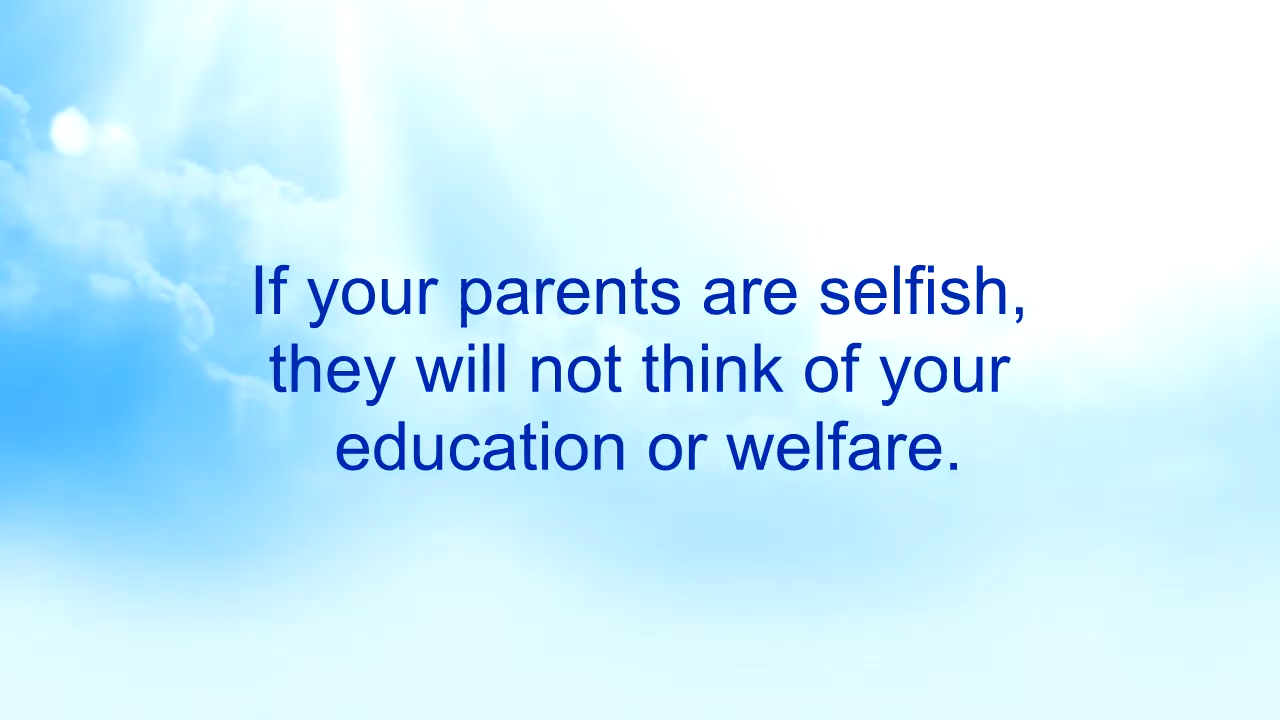 If your parents are selfish,
they will not think of your
education or welfare.